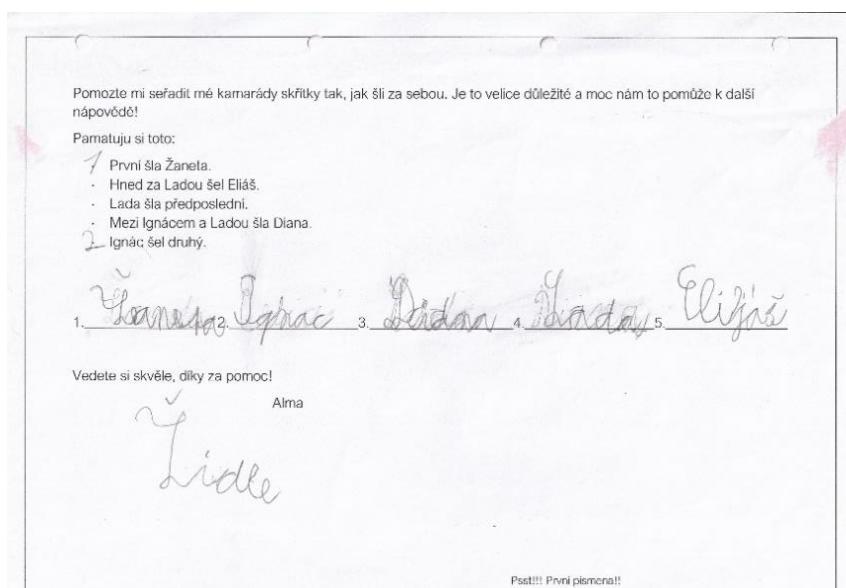 Pomozte mi seřadit mé kamarády skřítky tak, jak šli za sebou. Je to velice důležité a moc nám to pomůže k další
nápovědě!
Pamatuju si toto:
1 První šla Žaneta.
· Hned za Ladou šel Eliáš.
· Lada šla předposlední.
· Mezi Ignácem a Ladou šla Diana.
2 Ignác šel druhý.
1. Žaneta 2. Ignác 3. Diana 4. Lada 5. Elijáš
Vedete si skvěle, díky za pomoc!
Alma
Židle
Psst!!! První písmena!!